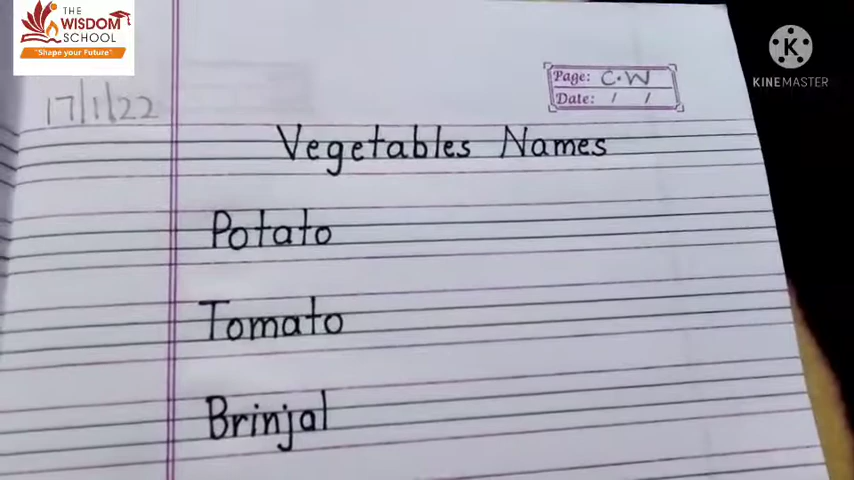 THE
WISDOM
SCHOOL
"Shape your Future"
K
KINEMASTER
Page: C.W
Date: / /
17/1/22
Vegetables Names
Potato
Tomato
Brinjal